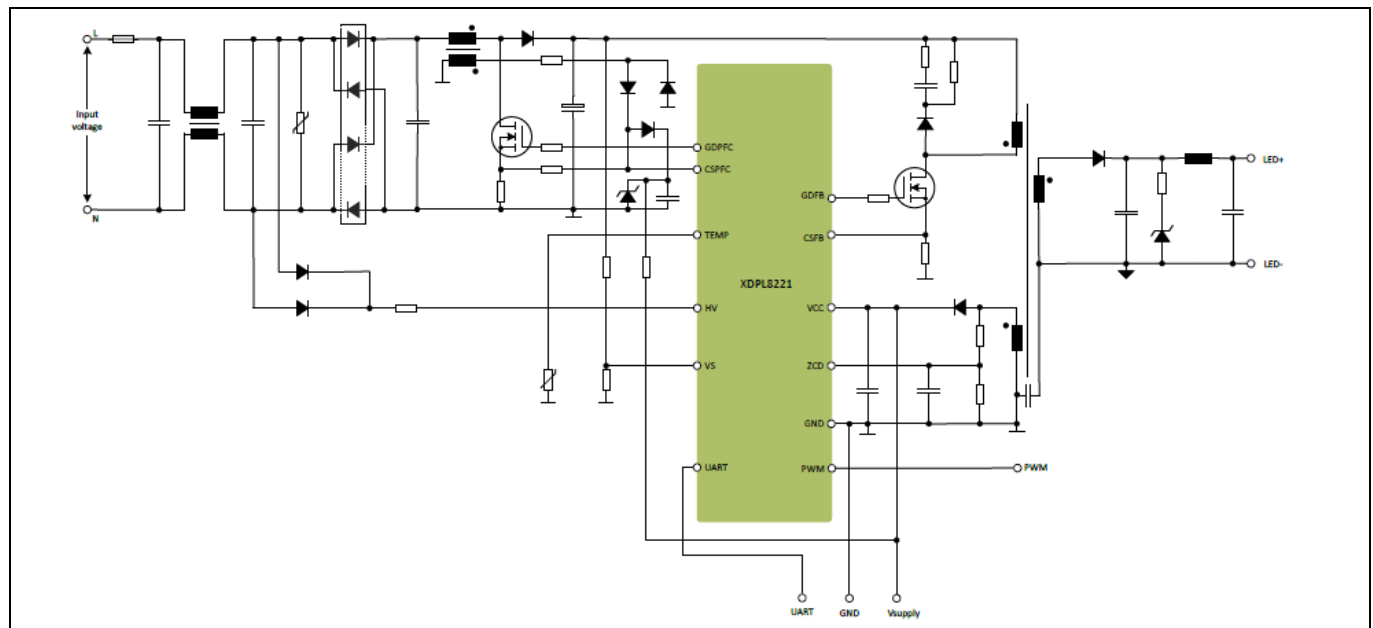 L
Input
voltage
N
GDPFC
CSPFC
TEMP
HV
VS
UART
XDPL8221
GDFB
CSFB
VCC
ZCD
GND
PWM
PWM
LED+
LED-
UART
GND
Vsupply